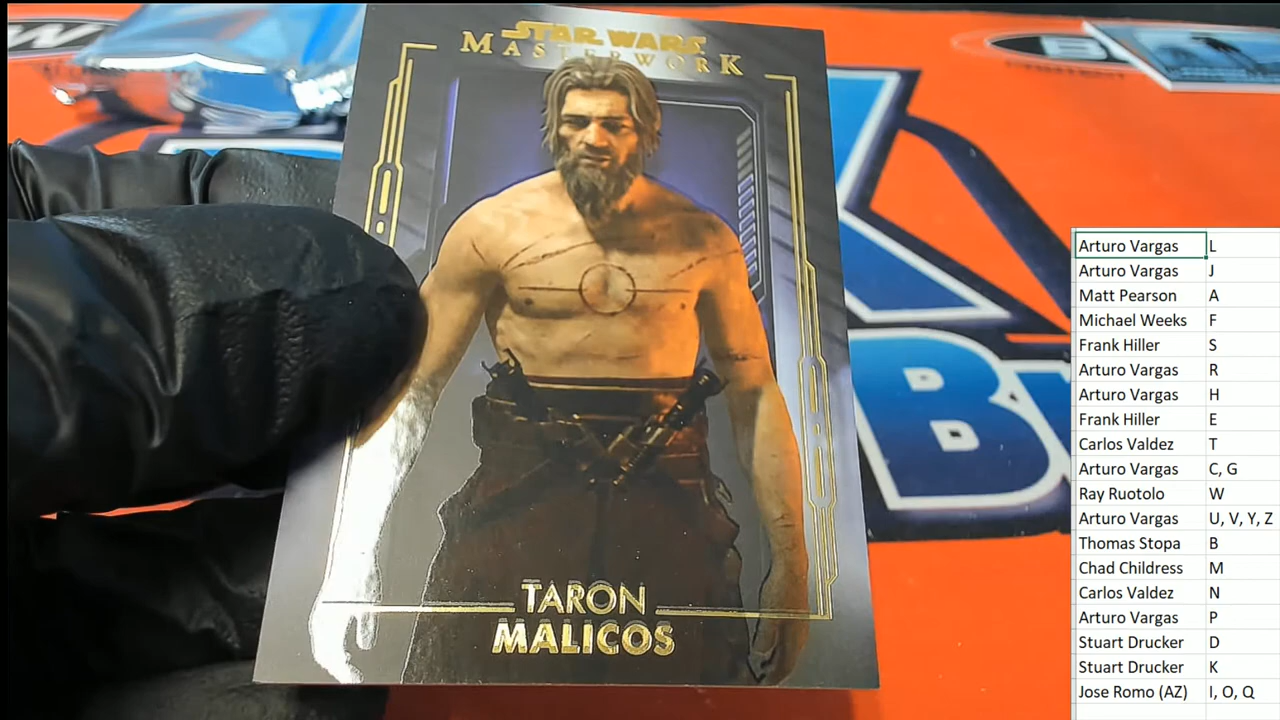 STAR WARS
MASTERWORK
TARON
MALICOS
Arturo Vargas L
Arturo Vargas J
Matt Pearson A
Michael Weeks F
Frank Hiller S
Arturo Vargas R
Arturo Vargas H
Frank Hiller E
Carlos Valdez T
Arturo Vargas C, G
Ray Ruotolo W
Arturo Vargas U, V, Y, Z
Thomas Stopa B
Chad Childress M
Carlos Valdez N
Arturo Vargas P
Stuart Drucker D
Stuart Drucker K
Jose Romo (AZ) I, O, Q